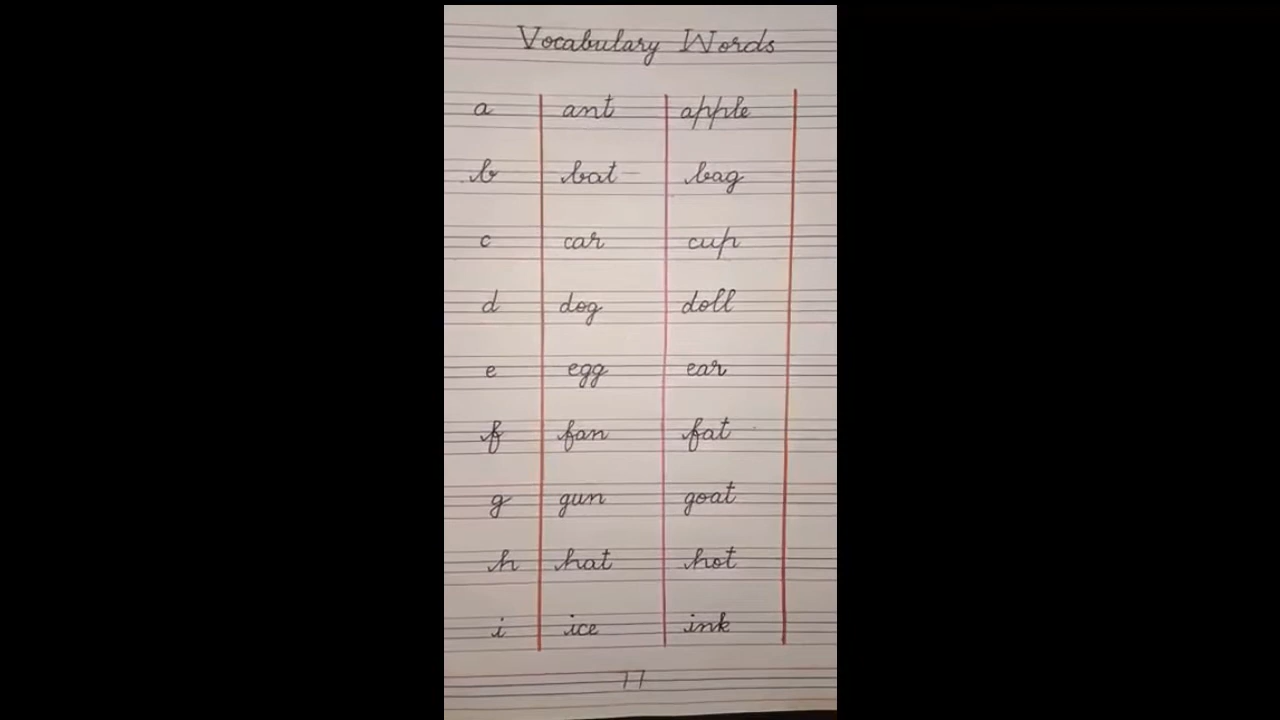 Vocabulary Words
a ant apple
b bat bag
c car cup
d dog doll
e egg ear
f fan fat
g gun goat
h hat hot
i ice ink